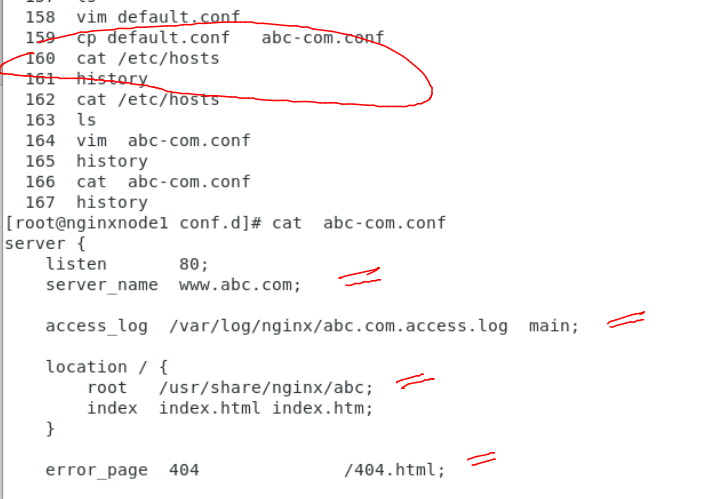 158 vim default.conf
159 cp default.conf abc-com.conf
160 cat /etc/hosts
161 history
162 cat /etc/hosts
163 ls
164 vim abc-com.conf
165 history
166 cat abc-com.conf
167 history
[root@nginxnode1 conf.d]# cat abc-com.conf
server {
listen 80;
server_name www.abc.com;
access_log /var/log/nginx/abc.com.access.log main;
location / {
root /usr/share/nginx/abc;
index index.html index.htm;
}
error_page 404 /404.html;